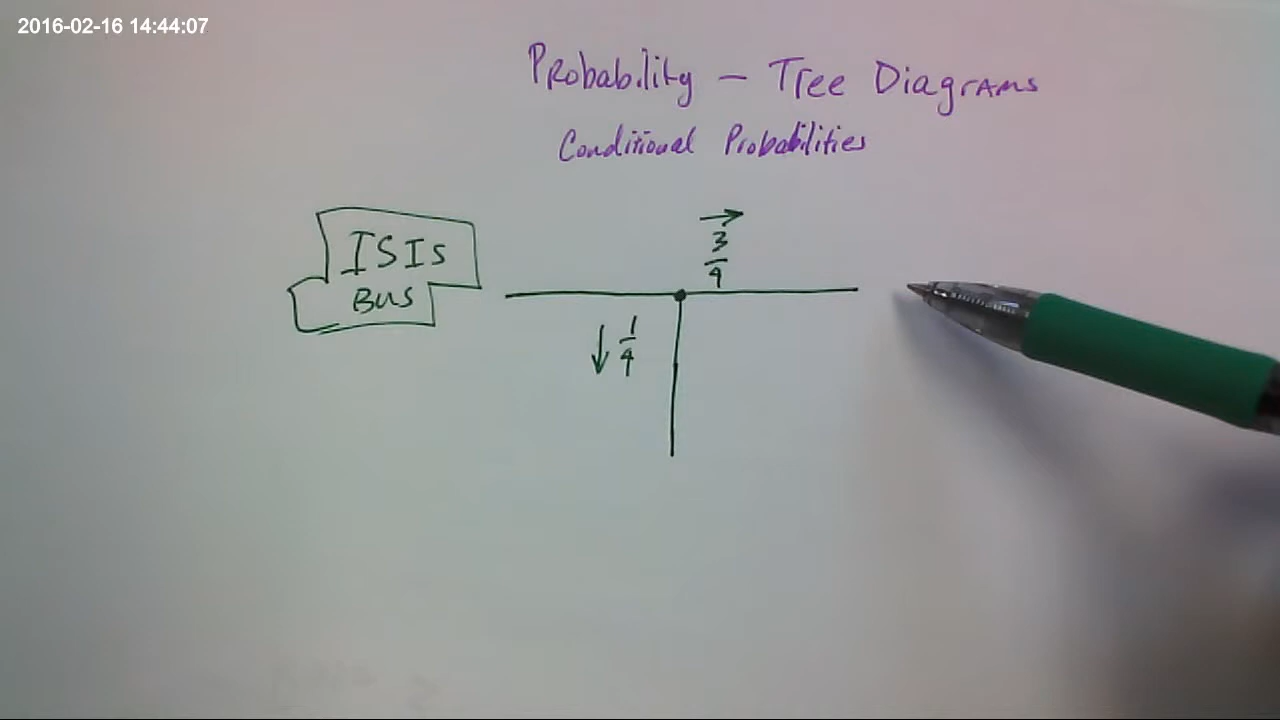 2016-02-16 14:44:07
Probability – Tree Diagrams
Conditional Probabilities
→
3/4
ISIs
Bus
↓ 1/4